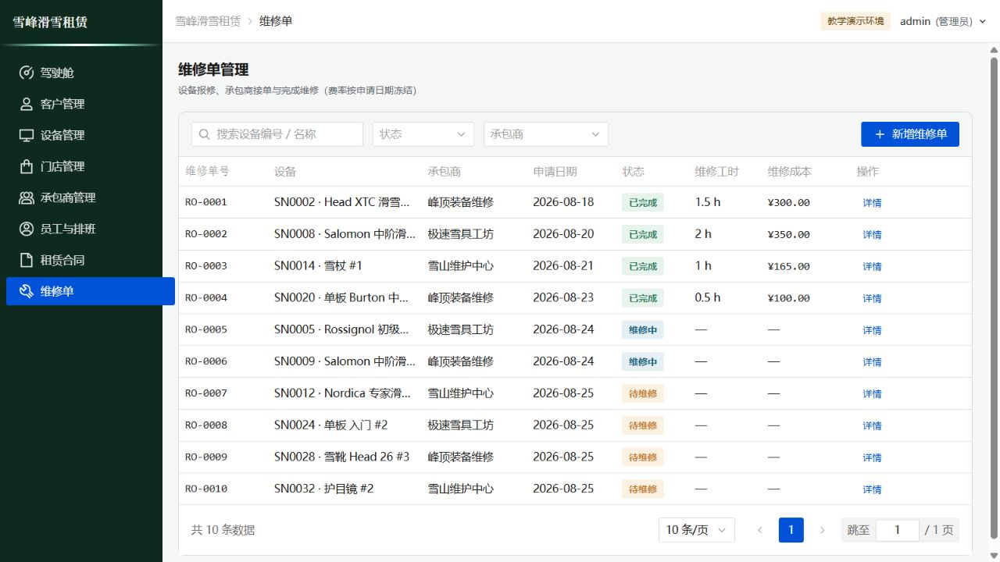 雪峰滑雪租赁
驾驶舱
客户管理
设备管理
门店管理
承包商管理
员工与排班
租赁合同
维修单
雪峰滑雪租赁 > 维修单
教学演示环境 admin (管理员)
维修单管理
设备报修、承包商接单与完成维修（费率按申请日期冻结）
搜索设备编号 / 名称 状态 承包商 + 新增维修单
维修单号 设备 承包商 申请日期 状态 维修工时 维修成本 操作
RO-0001 SN0002 · Head XTC 滑雪... 峰顶装备维修 2026-08-18 已完成 1.5 h ¥300.00 详情
RO-0002 SN0008 · Salomon 中阶滑... 极速雪具工坊 2026-08-20 已完成 2 h ¥350.00 详情
RO-0003 SN0014 · 雪杖 #1 雪山维护中心 2026-08-21 已完成 1 h ¥165.00 详情
RO-0004 SN0020 · 单板 Burton 中... 峰顶装备维修 2026-08-23 已完成 0.5 h ¥100.00 详情
RO-0005 SN0005 · Rossignol 初级... 极速雪具工坊 2026-08-24 维修中 — — 详情
RO-0006 SN0009 · Salomon 中阶滑... 峰顶装备维修 2026-08-24 维修中 — — 详情
RO-0007 SN0012 · Nordica 专家滑... 雪山维护中心 2026-08-25 待维修 — — 详情
RO-0008 SN0024 · 单板 入门 #2 极速雪具工坊 2026-08-25 待维修 — — 详情
RO-0009 SN0028 · 雪靴 Head 26 #3 峰顶装备维修 2026-08-25 待维修 — — 详情
RO-0010 SN0032 · 护目镜 #2 雪山维护中心 2026-08-25 待维修 — — 详情
共 10 条数据 10 条/页 < 1 > 跳至 1 / 1 页